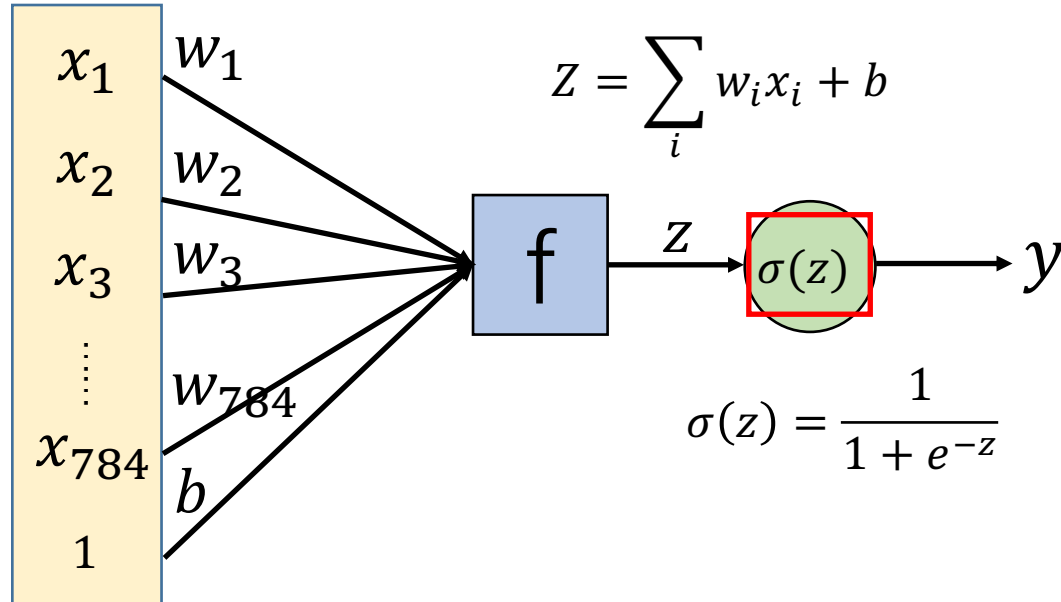 x₁
w₁
Z = ∑ᵢ wᵢxᵢ + b
x₂
w₂
x₃
w₃
f
z
σ(z)
y
⋮
w₇₈₄
x₇₈₄
σ(z) = 1 / (1 + e⁻ᶻ)
b
1